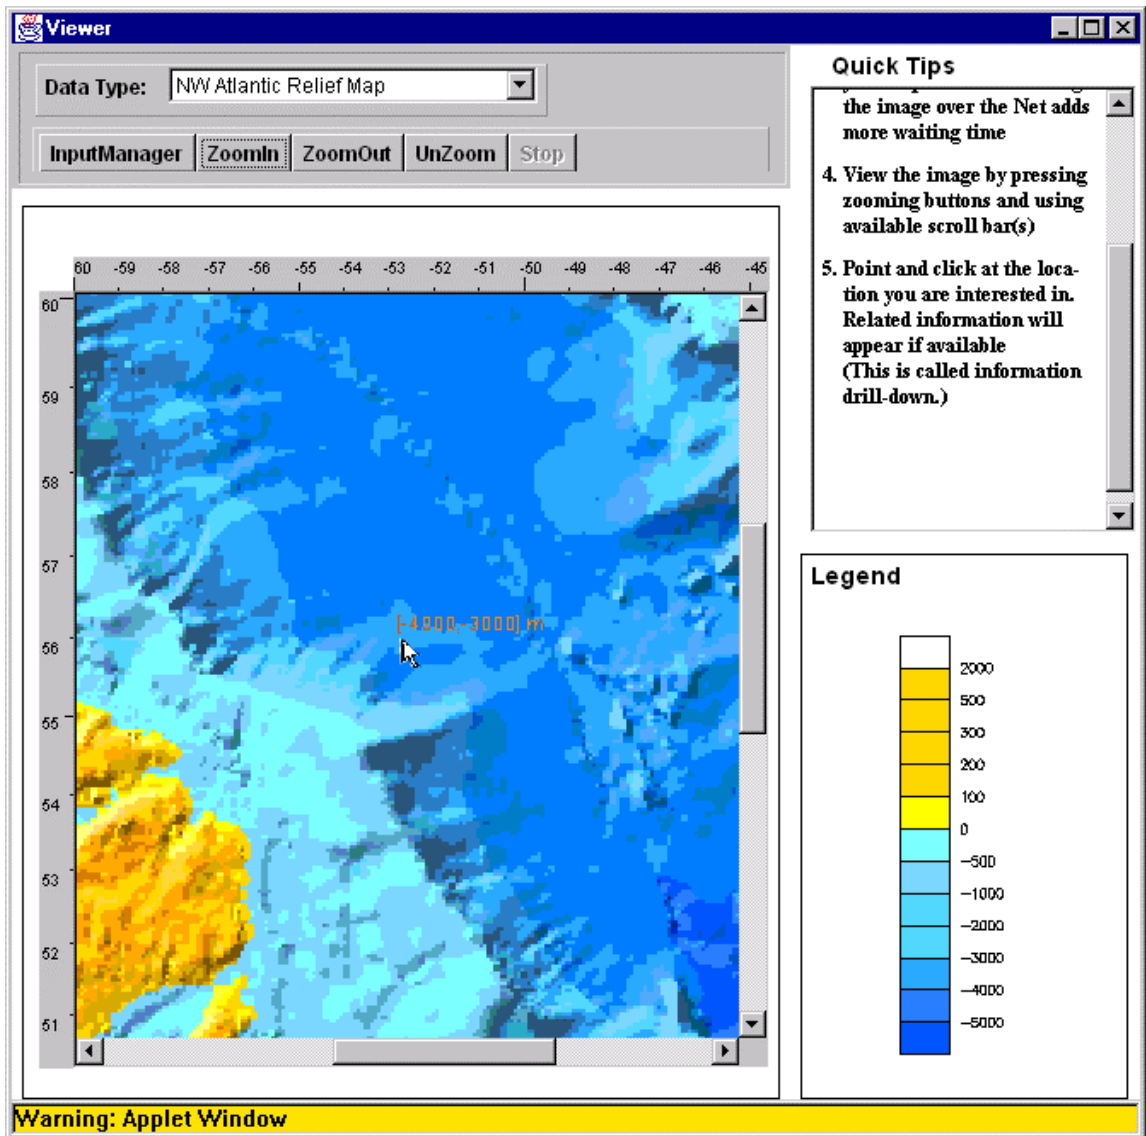 Viewer
Data Type: NW Atlantic Relief Map
InputManager ZoomIn ZoomOut UnZoom Stop
60 -59 -58 -57 -56 -55 -54 -53 -52 -51 -50 -49 -48 -47 -46 -45
60
59
58
57
56
55
54
53
52
51
[-4000,-3000] m
Quick Tips
the image over the Net adds
more waiting time
4. View the image by pressing
zooming buttons and using
available scroll bar(s)
5. Point and click at the loca-
tion you are interested in.
Related information will
appear if available
(This is called information
drill-down.)
Legend
2000
500
300
200
100
0
-500
-1000
-2000
-3000
-4000
-5000
Warning: Applet Window